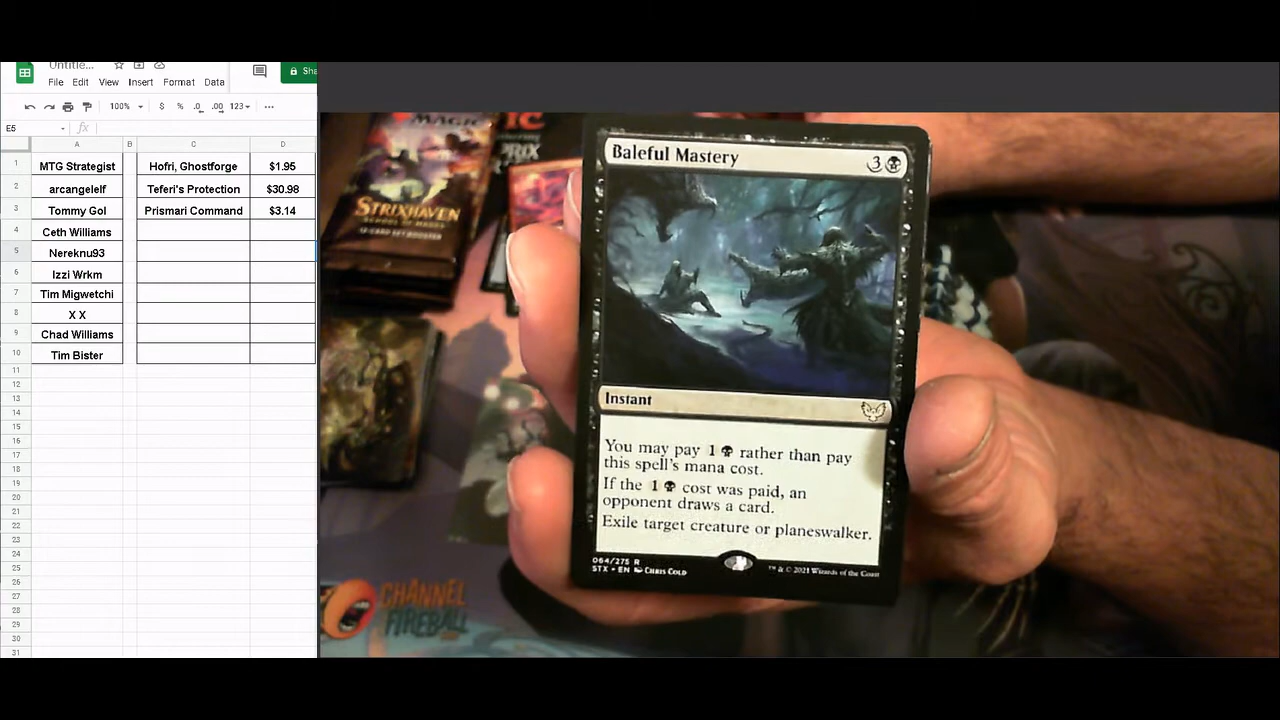 Untitle...
File Edit View Insert Format Data
Sha
100% $ % .0 .00 123 ...
E5 fx
A B C D
1 MTG Strategist Hofri, Ghostforge $1.95
2 arcangelelf Teferi's Protection $30.98
3 Tommy Gol Prismari Command $3.14
4 Ceth Williams
5 Nereknu93
6 Izzi Wrkm
7 Tim Migwetchi
8 X X
9 Chad Williams
10 Tim Bister
11
12
13
14
15
16
17
18
19
20
21
22
23
24
25
26
27
28
29
30
31
MAGIC
STRIXHAVEN
SCHOOL OF MAGES
Baleful Mastery 3
Instant
You may pay 1 rather than pay
this spell's mana cost.
If the 1 cost was paid, an
opponent draws a card.
Exile target creature or planeswalker.
064/275 R
STX • EN Chris Cold
™ & © 2021 Wizards of the Coast
CHANNEL
FIREBALL